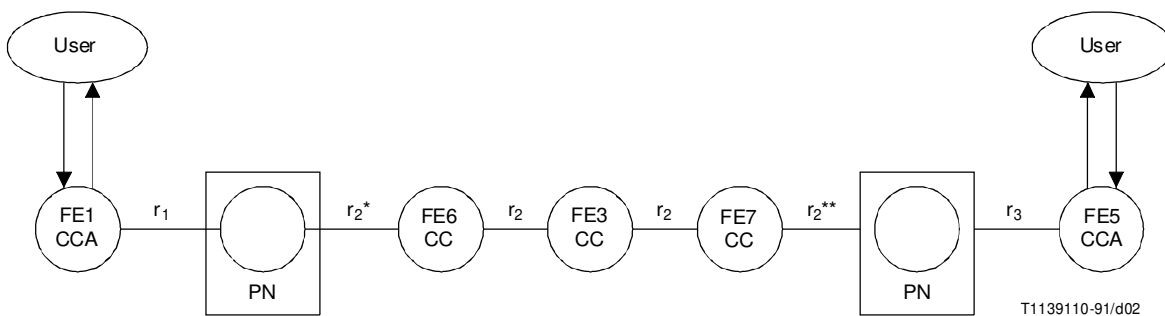 User
User
FE1
CCA
r1
PN
r2*
FE6
CC
r2
FE3
CC
r2
FE7
CC
r2**
PN
r3
FE5
CCA
T1139110-91/d02